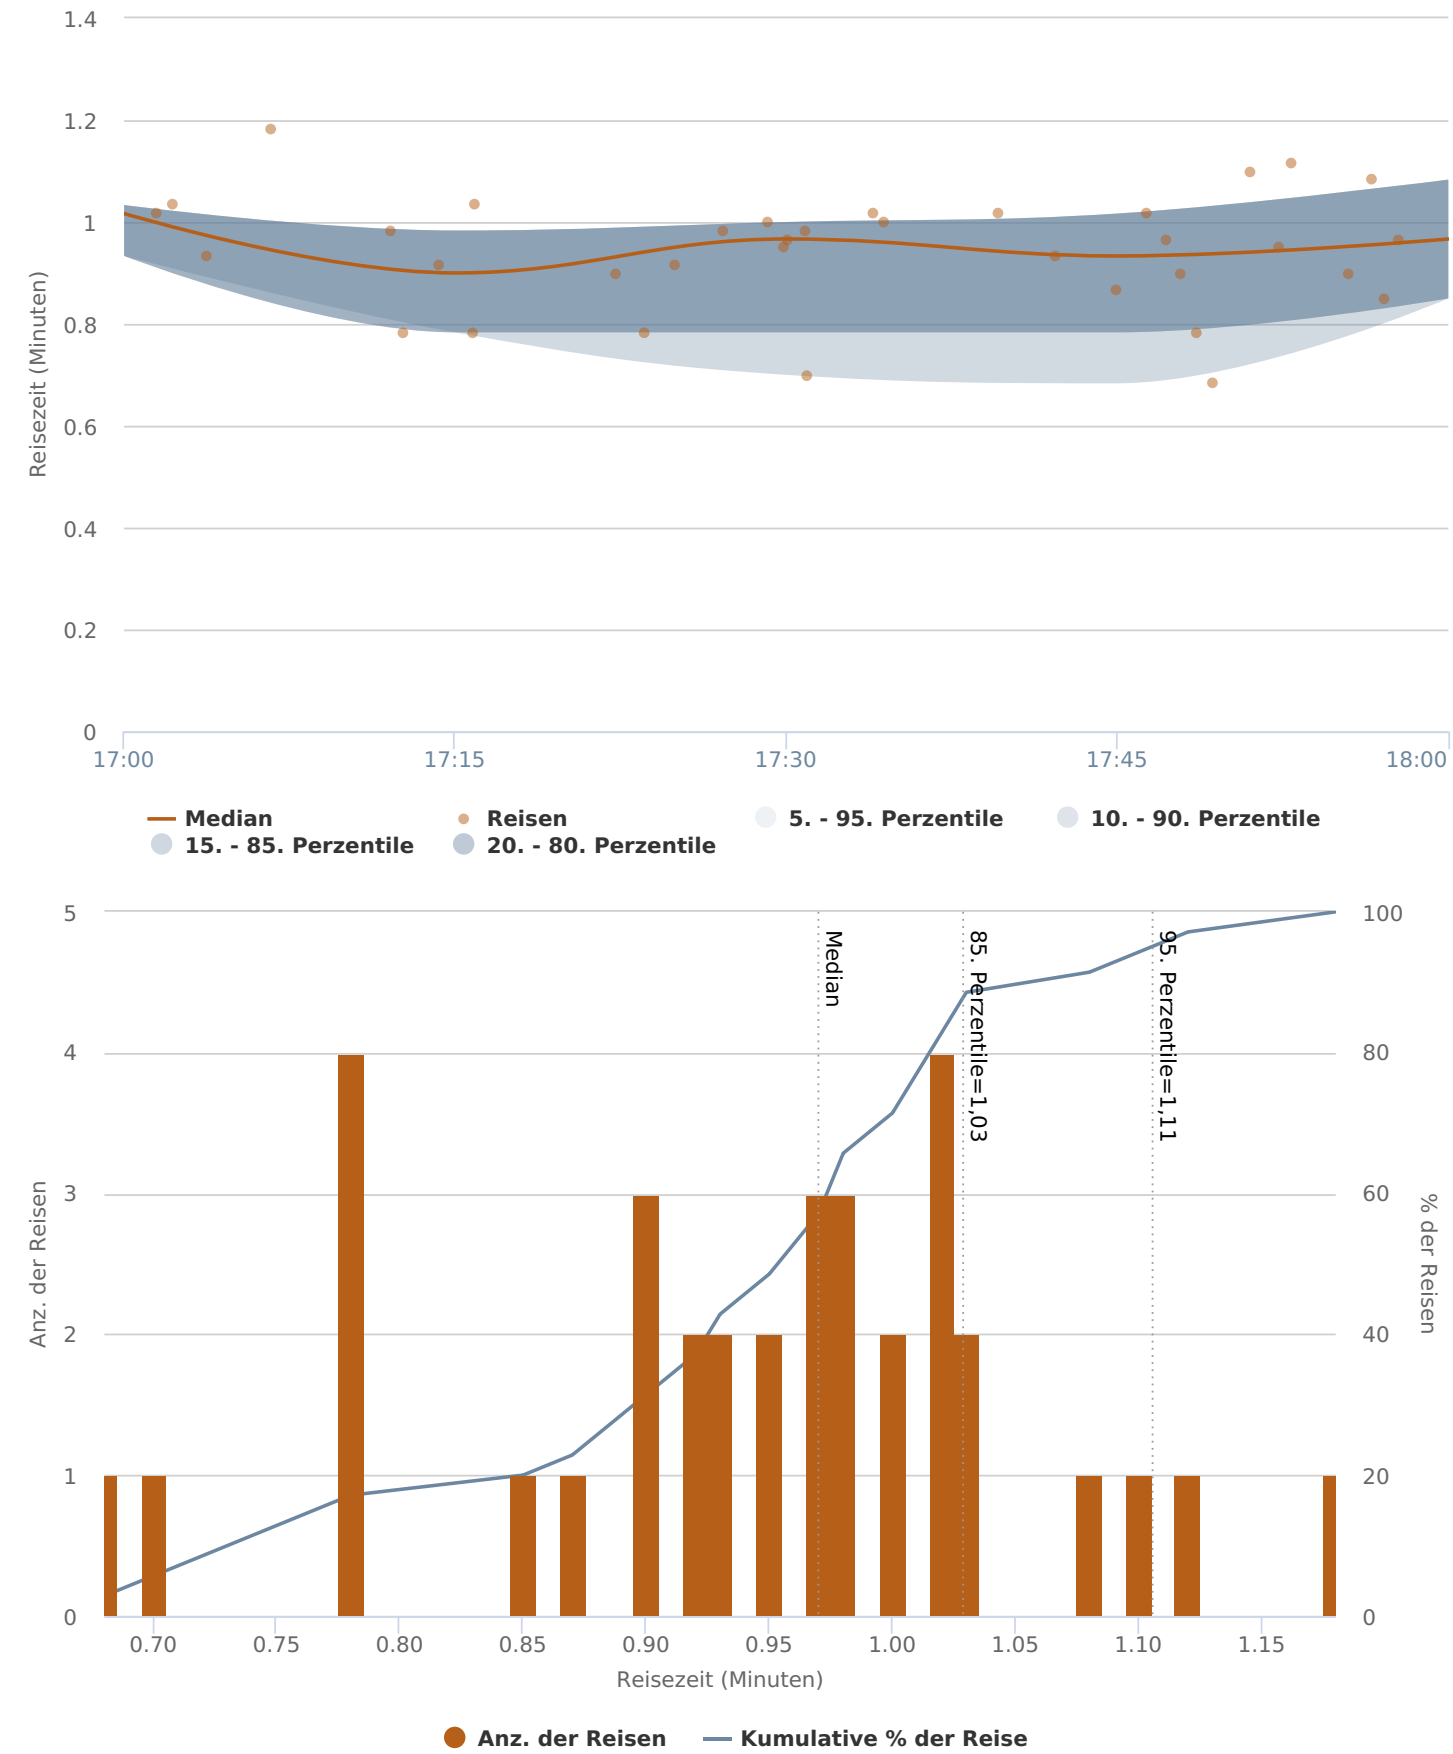 1.4
1.2
1
0.8
0.6
0.4
0.2
0
Reisezeit (Minuten)
17:00 17:15 17:30 17:45 18:00
Median Reisen 5. - 95. Perzentile 10. - 90. Perzentile
15. - 85. Perzentile 20. - 80. Perzentile
5
4
3
2
1
0
Anz. der Reisen
Median
85. Perzentile=1,03
95. Perzentile=1,11
100
80
60
40
20
0
% der Reisen
0.70 0.75 0.80 0.85 0.90 0.95 1.00 1.05 1.10 1.15
Reisezeit (Minuten)
Anz. der Reisen Kumulative % der Reise